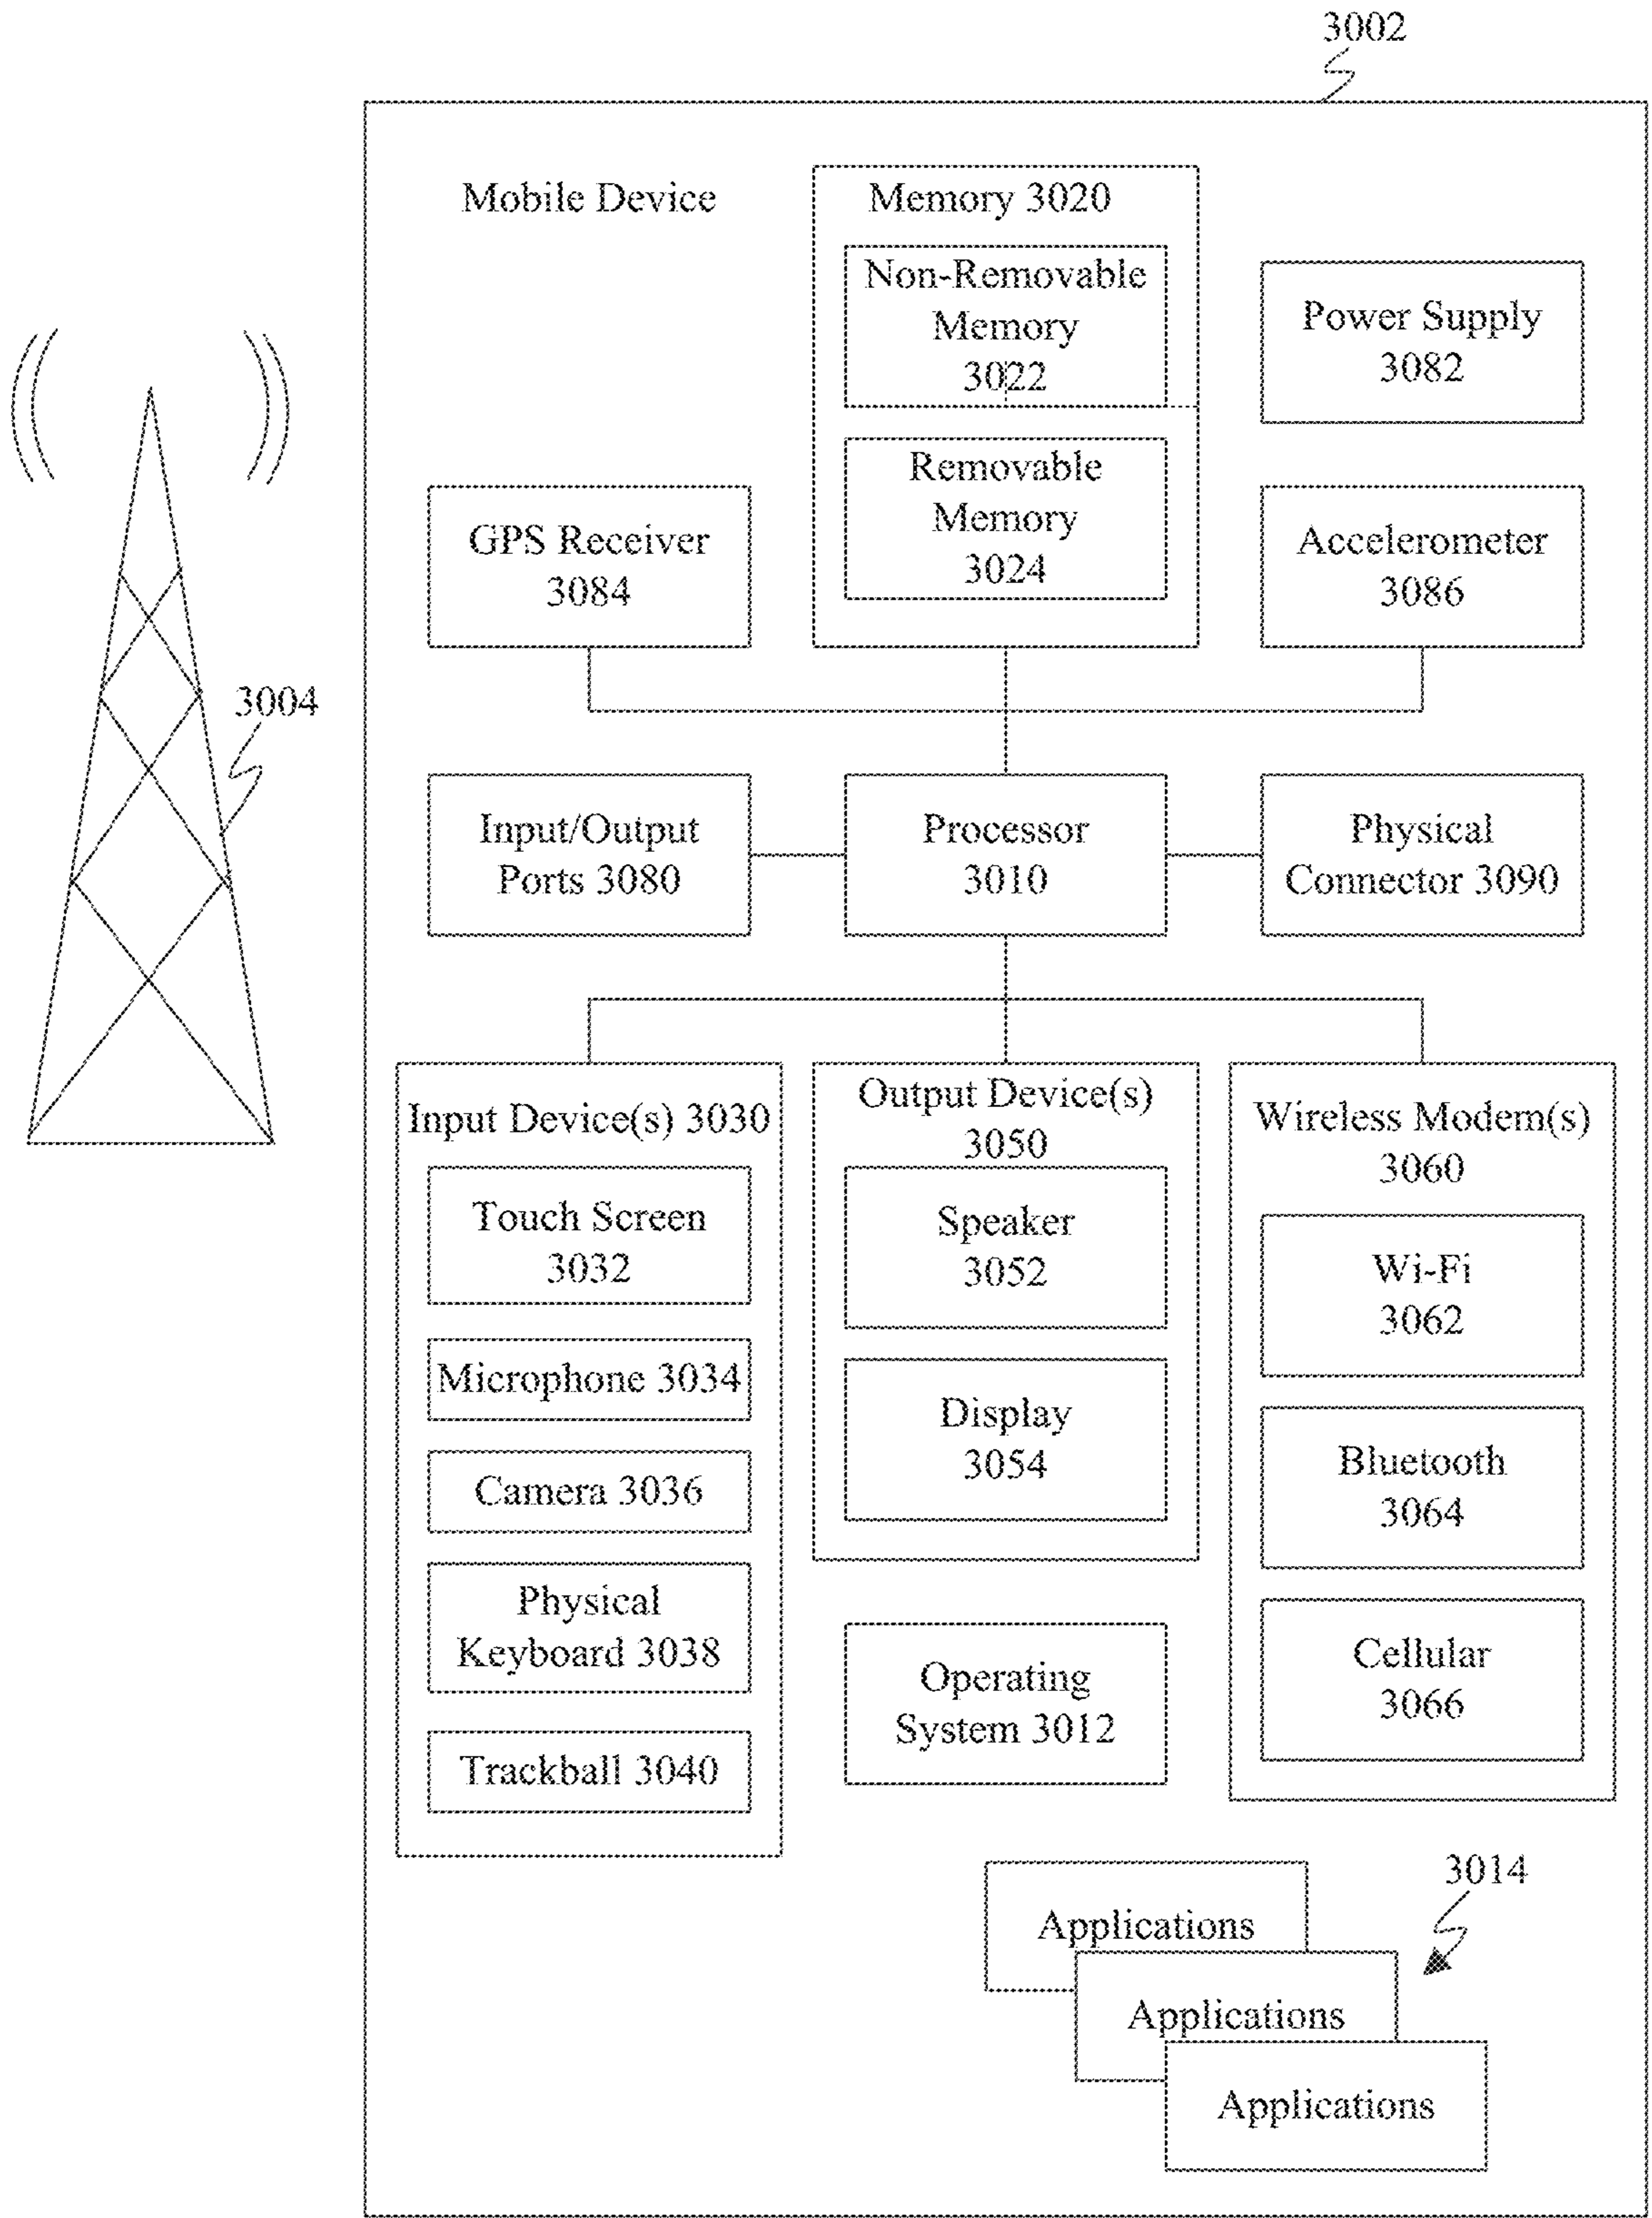 3002
Mobile Device
Memory 3020
Non-Removable
Memory
3022
Power Supply
3082
Removable
Memory
3024
GPS Receiver
3084
Accelerometer
3086
3004
Input/Output
Ports 3080
Processor
3010
Physical
Connector 3090
Input Device(s) 3030
Touch Screen
3032
Microphone 3034
Camera 3036
Physical
Keyboard 3038
Trackball 3040
Output Device(s)
3050
Speaker
3052
Display
3054
Operating
System 3012
Wireless Modem(s)
3060
Wi-Fi
3062
Bluetooth
3064
Cellular
3066
3014
Applications
Applications
Applications